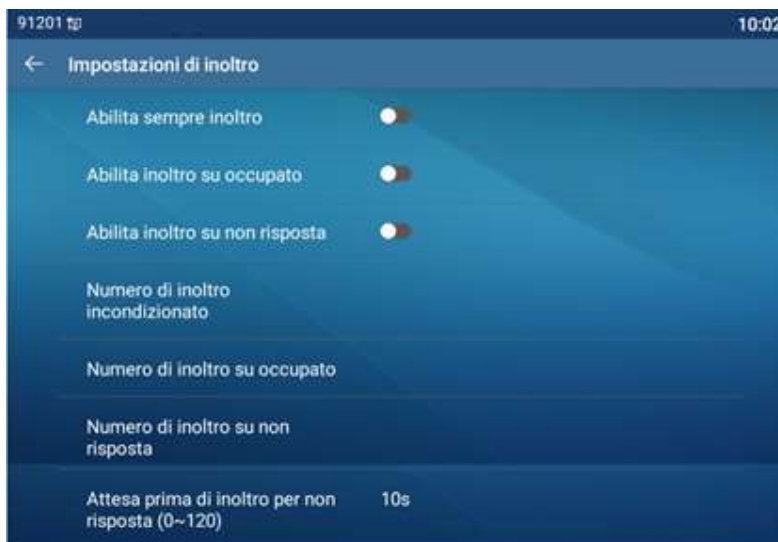 91201
10:02
Impostazioni di inoltro
Abilita sempre inoltro
Abilita inoltro su occupato
Abilita inoltro su non risposta
Numero di inoltro
incondizionato
Numero di inoltro su occupato
Numero di inoltro su non
risposta
Attesa prima di inoltro per non
risposta (0~120)
10s